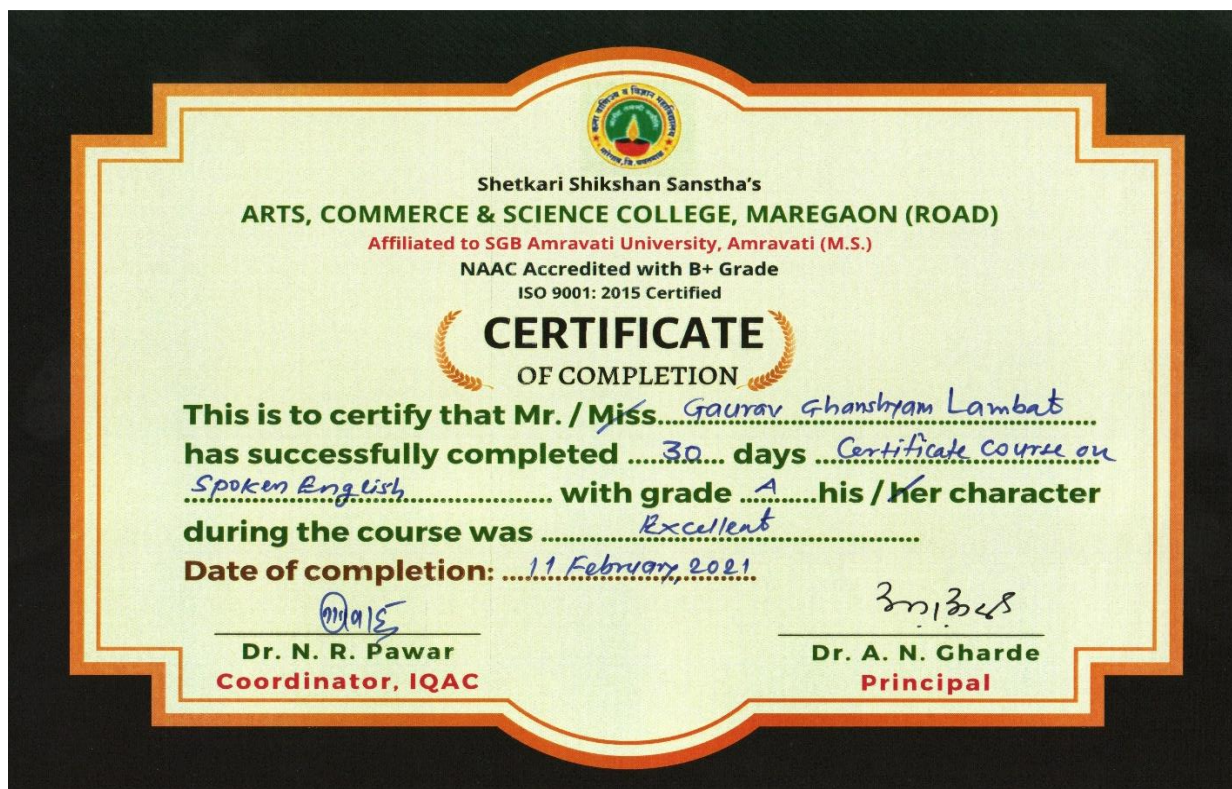 कला वाणिज्य व विज्ञान महाविद्यालय
Shetkari Shikshan Sanstha's
ARTS, COMMERCE & SCIENCE COLLEGE, MAREGAON (ROAD)
Affiliated to SGB Amravati University, Amravati (M.S.)
NAAC Accredited with B+ Grade
ISO 9001: 2015 Certified
CERTIFICATE
OF COMPLETION
This is to certify that Mr. / Miss. Gaurav Ghanshyam Lambat
has successfully completed 30 days Certificate Course on
Spoken English with grade A his / her character
during the course was Excellent
Date of completion: 11 February, 2021
Dr. N. R. Pawar
Coordinator, IQAC
Dr. A. N. Gharde
Principal